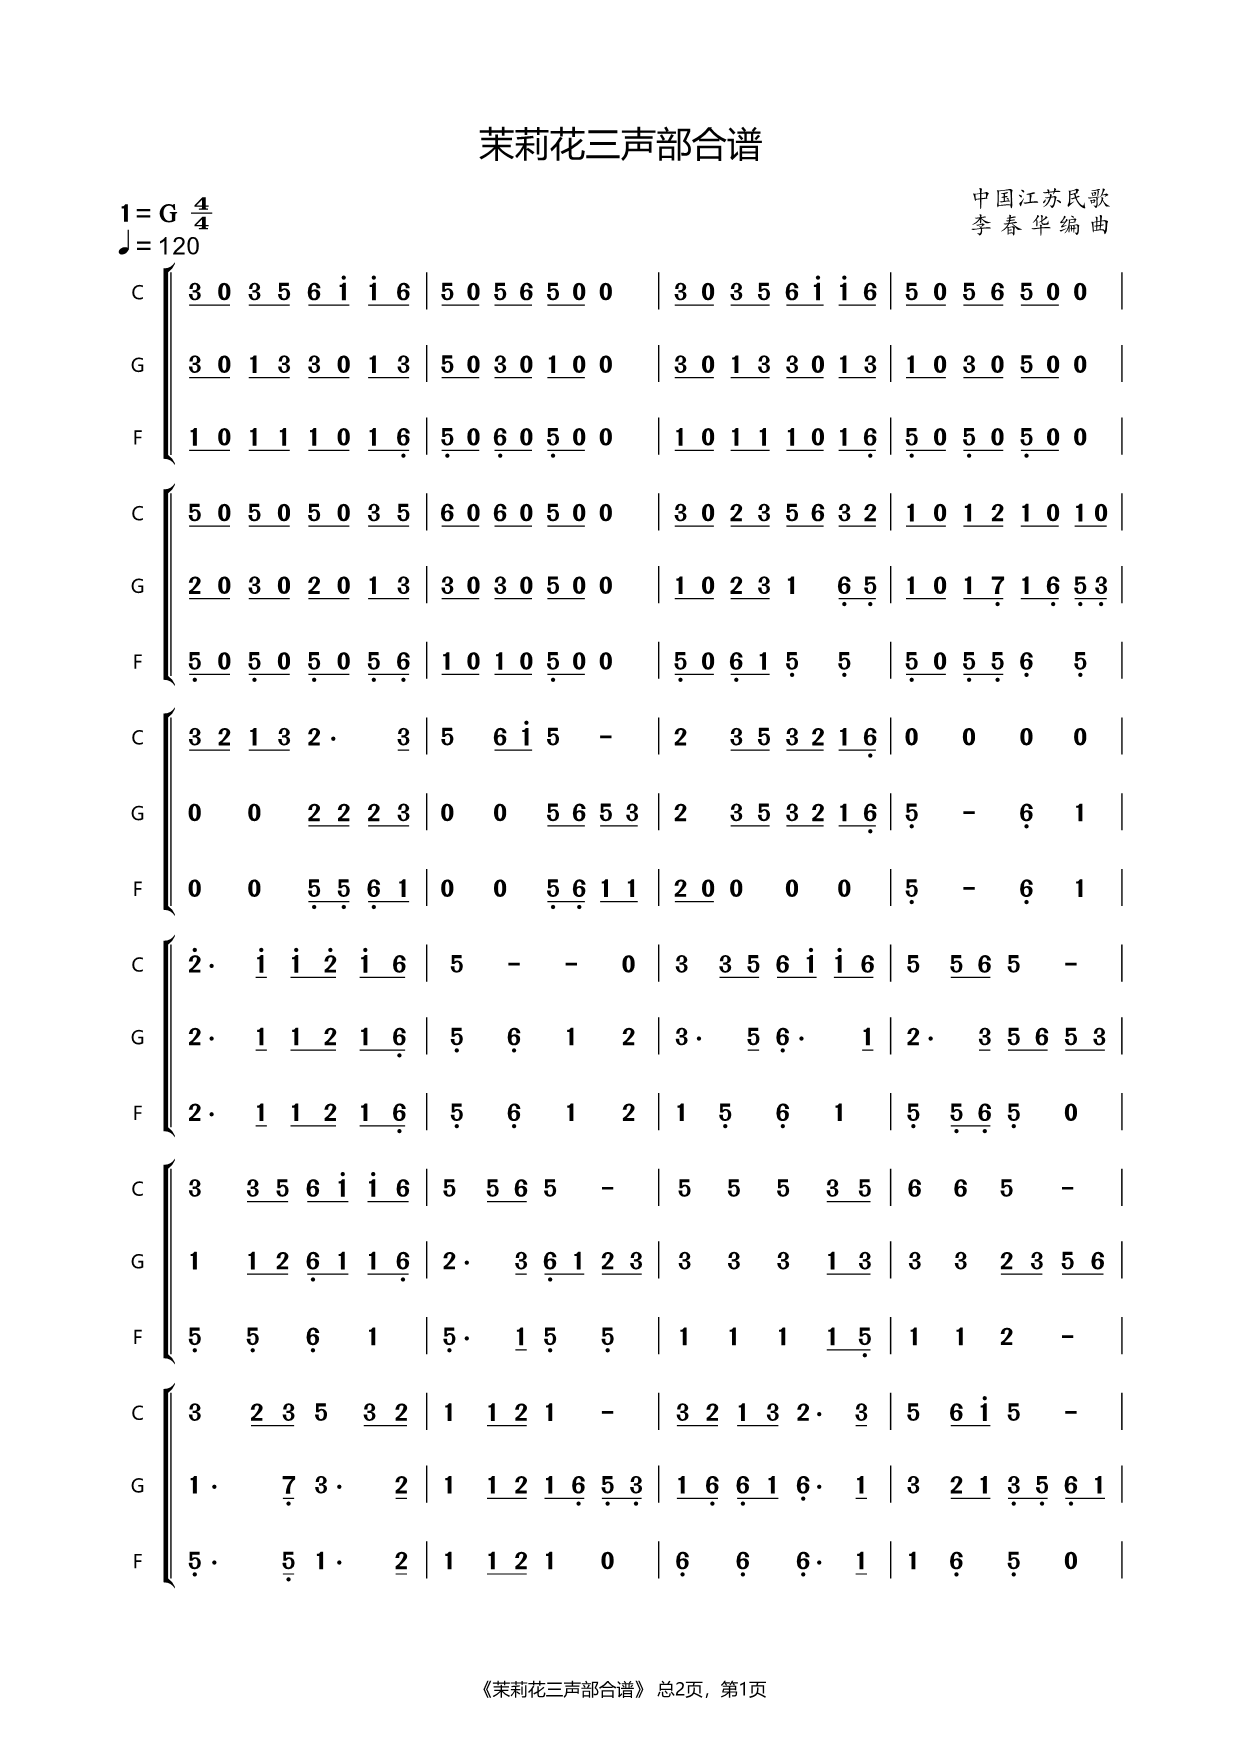 茉莉花三声部合谱
中国江苏民歌
1= G 4/4
李春华编曲
♩= 120
C 3 0 3 5 6 i̇ i̇ 6 | 5 0 5 6 5 0 0 | 3 0 3 5 6 i̇ i̇ 6 | 5 0 5 6 5 0 0 |
G 3 0 1 3 3 0 1 3 | 5 0 3 0 1 0 0 | 3 0 1 3 3 0 1 3 | 1 0 3 0 5 0 0 |
F 1 0 1 1 1 0 1 6̣ | 5̣ 0 6̣ 0 5̣ 0 0 | 1 0 1 1 1 0 1 6̣ | 5̣ 0 5̣ 0 5̣ 0 0 |
C 5 0 5 0 5 0 3 5 | 6 0 6 0 5 0 0 | 3 0 2 3 5 6 3 2 | 1 0 1 2 1 0 1 0 |
G 2 0 3 0 2 0 1 3 | 3 0 3 0 5 0 0 | 1 0 2 3 1 6̣ 5̣ | 1 0 1 7̣ 1 6̣ 5̣ 3̣ |
F 5̣ 0 5̣ 0 5̣ 0 5̣ 6̣ | 1 0 1 0 5̣ 0 0 | 5̣ 0 6̣ 1 5̣ 5̣ | 5̣ 0 5̣ 5̣ 6̣ 5̣ |
C 3 2 1 3 2· 3 | 5 6 i̇ 5 - | 2 3 5 3 2 1 6̣ | 0 0 0 0 |
G 0 0 2 2 2 3 | 0 0 5 6 5 3 | 2 3 5 3 2 1 6̣ | 5̣ - 6̣ 1 |
F 0 0 5̣ 5̣ 6̣ 1 | 0 0 5̣ 6̣ 1 1 | 2 0 0 0 0 | 5̣ - 6̣ 1 |
C 2̇· i̇ i̇ 2̇ i̇ 6 | 5 - - 0 | 3 3 5 6 i̇ i̇ 6 | 5 5 6 5 - |
G 2· 1 1 2 1 6̣ | 5̣ 6̣ 1 2 | 3· 5 6̣· 1 | 2· 3 5 6 5 3 |
F 2· 1 1 2 1 6̣ | 5̣ 6̣ 1 2 | 1 5̣ 6̣ 1 | 5̣ 5̣ 6̣ 5̣ 0 |
C 3 3 5 6 i̇ i̇ 6 | 5 5 6 5 - | 5 5 5 3 5 | 6 6 5 - |
G 1 1 2 6̣ 1 1 6̣ | 2· 3 6̣ 1 2 3 | 3 3 3 1 3 | 3 3 2 3 5 6 |
F 5̣ 5̣ 6̣ 1 | 5̣· 1 5̣ 5̣ | 1 1 1 1 5̣ | 1 1 2 - |
C 3 2 3 5 3 2 | 1 1 2 1 - | 3 2 1 3 2· 3 | 5 6 i̇ 5 - |
G 1· 7̣ 3· 2 | 1 1 2 1 6̣ 5̣ 3̣ | 1 6̣ 6̣ 1 6̣· 1 | 3 2 1 3̣ 5̣ 6̣ 1 |
F 5̣· 5̣ 1· 2 | 1 1 2 1 0 | 6̣ 6̣ 6̣· 1 | 1 6̣ 5̣ 0 |
《茉莉花三声部合谱》 总2页，第1页